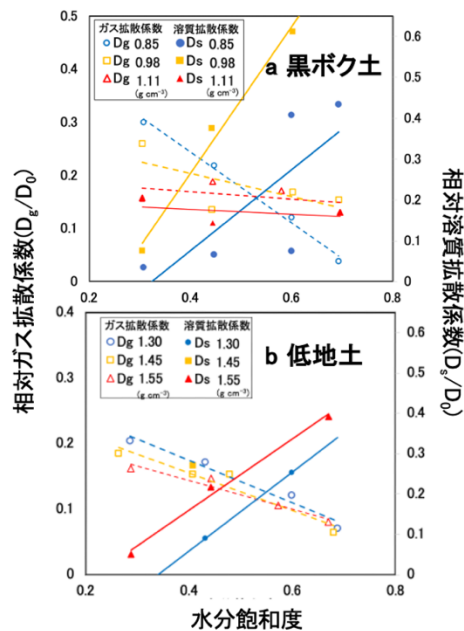 相対ガス拡散係数(Dg/D0)
ガス拡散係数 溶質拡散係数
Dg 0.85 Ds 0.85
Dg 0.98 Ds 0.98
Dg 1.11 Ds 1.11
(g cm⁻³) (g cm⁻³)
a 黒ボク土
0.5
0.4
0.3
0.2
0.1
0
0.6
0.5
0.4
0.3
0.2
0.1
0
0.2 0.4 0.6 0.8
ガス拡散係数 溶質拡散係数
Dg 1.30 Ds 1.30
Dg 1.45 Ds 1.45
Dg 1.55 Ds 1.55
(g cm⁻²) (g cm⁻³)
b 低地土
0.4
0.3
0.2
0.1
0
0.6
0.5
0.4
0.3
0.2
0.1
0
0.2 0.4 0.6 0.8
水分飽和度
相対溶質拡散係数(Ds/D0)